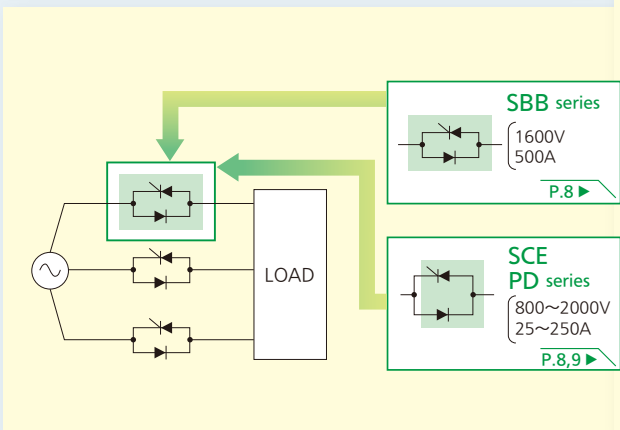 SBB series
1600V
500A
P.8 ▶
LOAD
SCE
PD series
800〜2000V
25〜250A
P.8,9 ▶